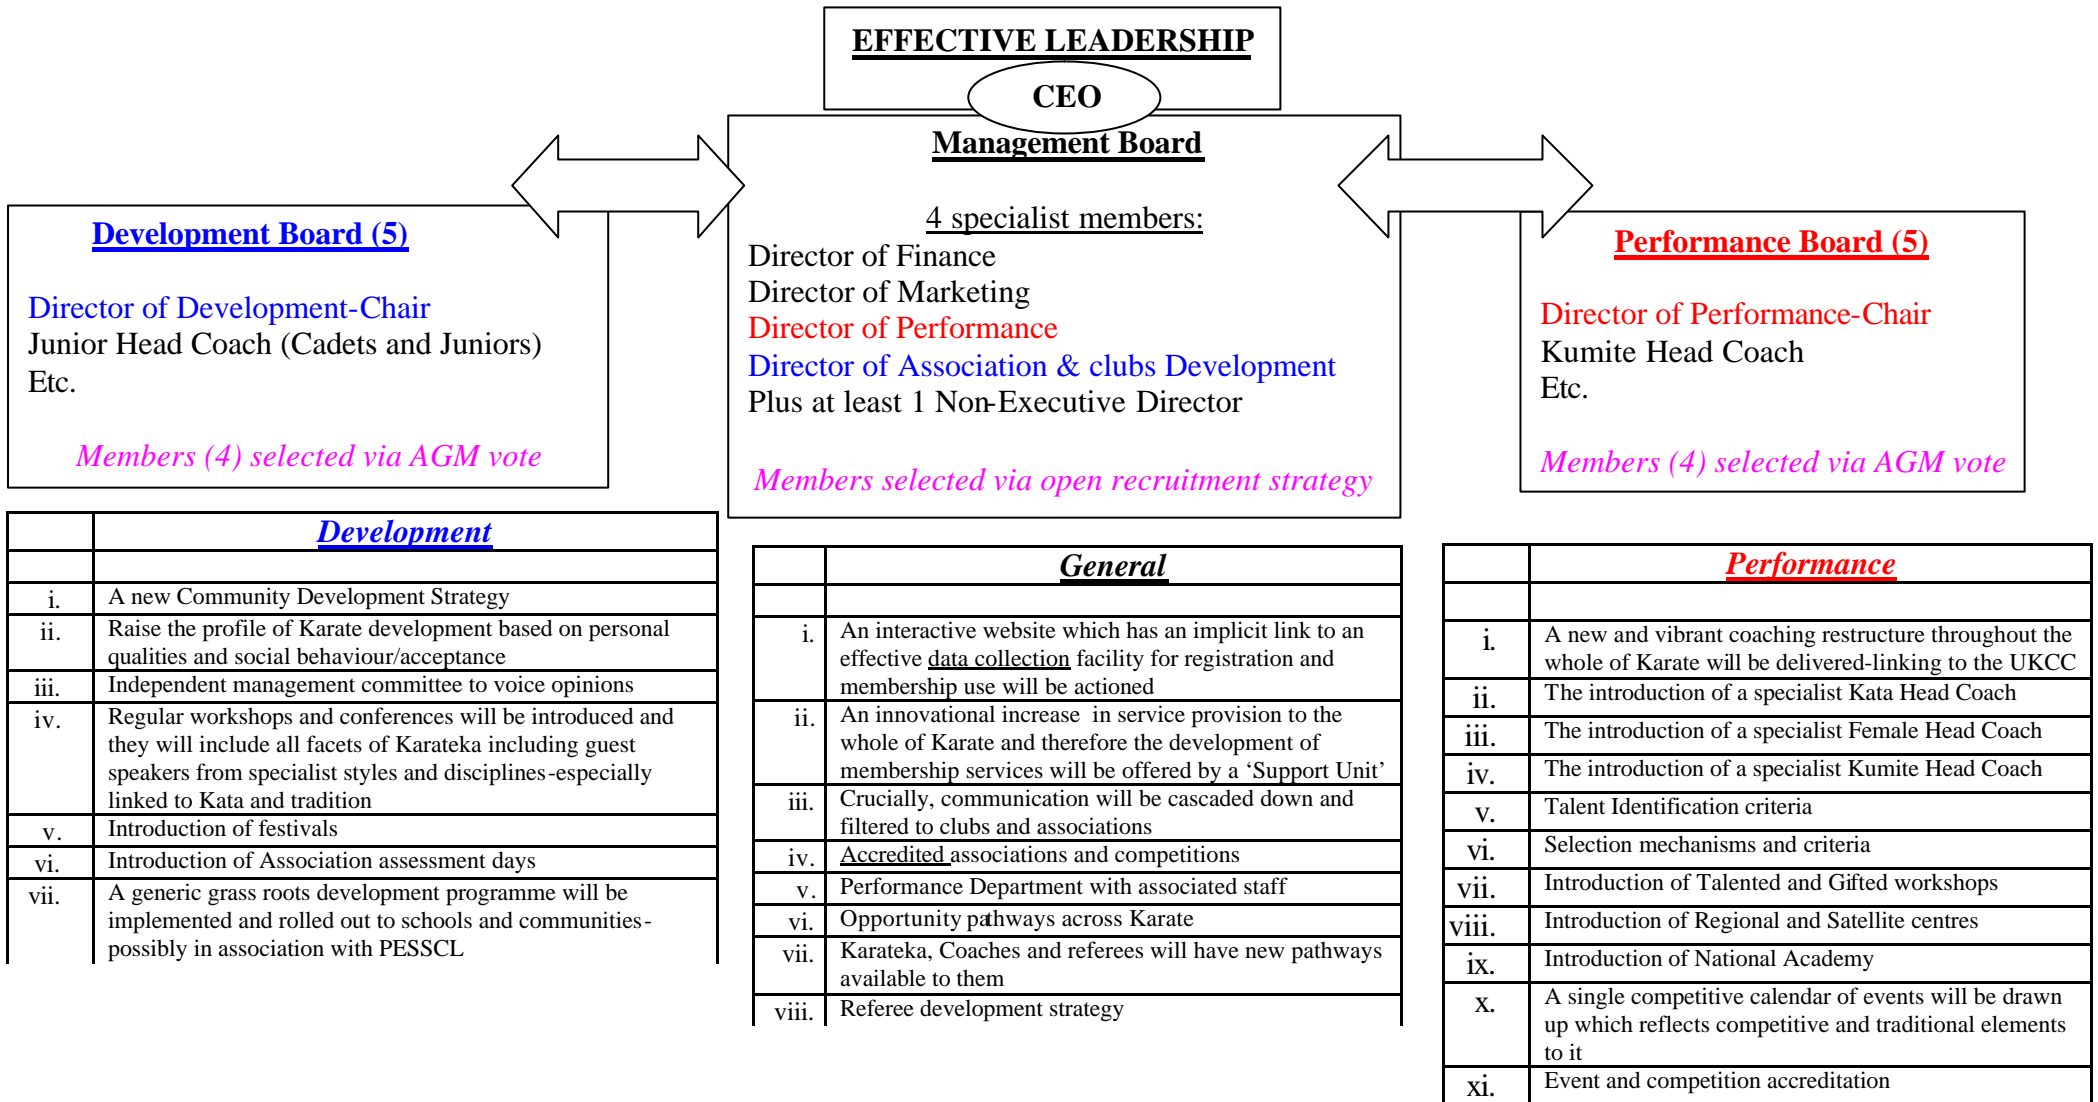 EFFECTIVE LEADERSHIP
CEO
Management Board
4 specialist members:
Director of Finance
Director of Marketing
Director of Performance
Director of Association & clubs Development
Plus at least 1 Non-Executive Director
Members selected via open recruitment strategy
Development Board (5)
Director of Development-Chair
Junior Head Coach (Cadets and Juniors)
Etc.
Members (4) selected via AGM vote
Performance Board (5)
Director of Performance-Chair
Kumite Head Coach
Etc.
Members (4) selected via AGM vote
Development
i. A new Community Development Strategy
ii. Raise the profile of Karate development based on personal
qualities and social behaviour/acceptance
iii. Independent management committee to voice opinions
iv. Regular workshops and conferences will be introduced and
they will include all facets of Karateka including guest
speakers from specialist styles and disciplines-especially
linked to Kata and tradition
v. Introduction of festivals
vi. Introduction of Association assessment days
vii. A generic grass roots development programme will be
implemented and rolled out to schools and communities-
possibly in association with PESSCL
General
i. An interactive website which has an implicit link to an
effective data collection facility for registration and
membership use will be actioned
ii. An innovational increase in service provision to the
whole of Karate and therefore the development of
membership services will be offered by a ‘Support Unit’
iii. Crucially, communication will be cascaded down and
filtered to clubs and associations
iv. Accredited associations and competitions
v. Performance Department with associated staff
vi. Opportunity pathways across Karate
vii. Karateka, Coaches and referees will have new pathways
available to them
viii. Referee development strategy
Performance
i. A new and vibrant coaching restructure throughout the
whole of Karate will be delivered-linking to the UKCC
ii. The introduction of a specialist Kata Head Coach
iii. The introduction of a specialist Female Head Coach
iv. The introduction of a specialist Kumite Head Coach
v. Talent Identification criteria
vi. Selection mechanisms and criteria
vii. Introduction of Talented and Gifted workshops
viii. Introduction of Regional and Satellite centres
ix. Introduction of National Academy
x. A single competitive calendar of events will be drawn
up which reflects competitive and traditional elements
to it
xi. Event and competition accreditation